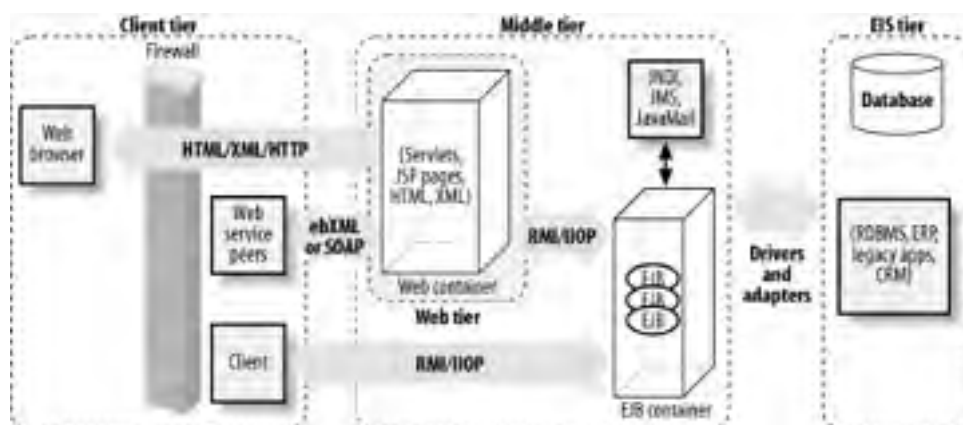 Client tier
Middle tier
EIS tier
Firewall
Web
browser
HTML/XML/HTTP
(Servlets,
JSP pages,
HTML, XML)
JNDI,
JMS,
JavaMail
Database
Web
service
peers
ebXML
or SOAP
RMI/IIOP
Web container
Web tier
EJB
EJB
EJB
Drivers
and
adapters
(RDBMS, ERP,
legacy apps,
CRM)
Client
RMI/IIOP
EJB container